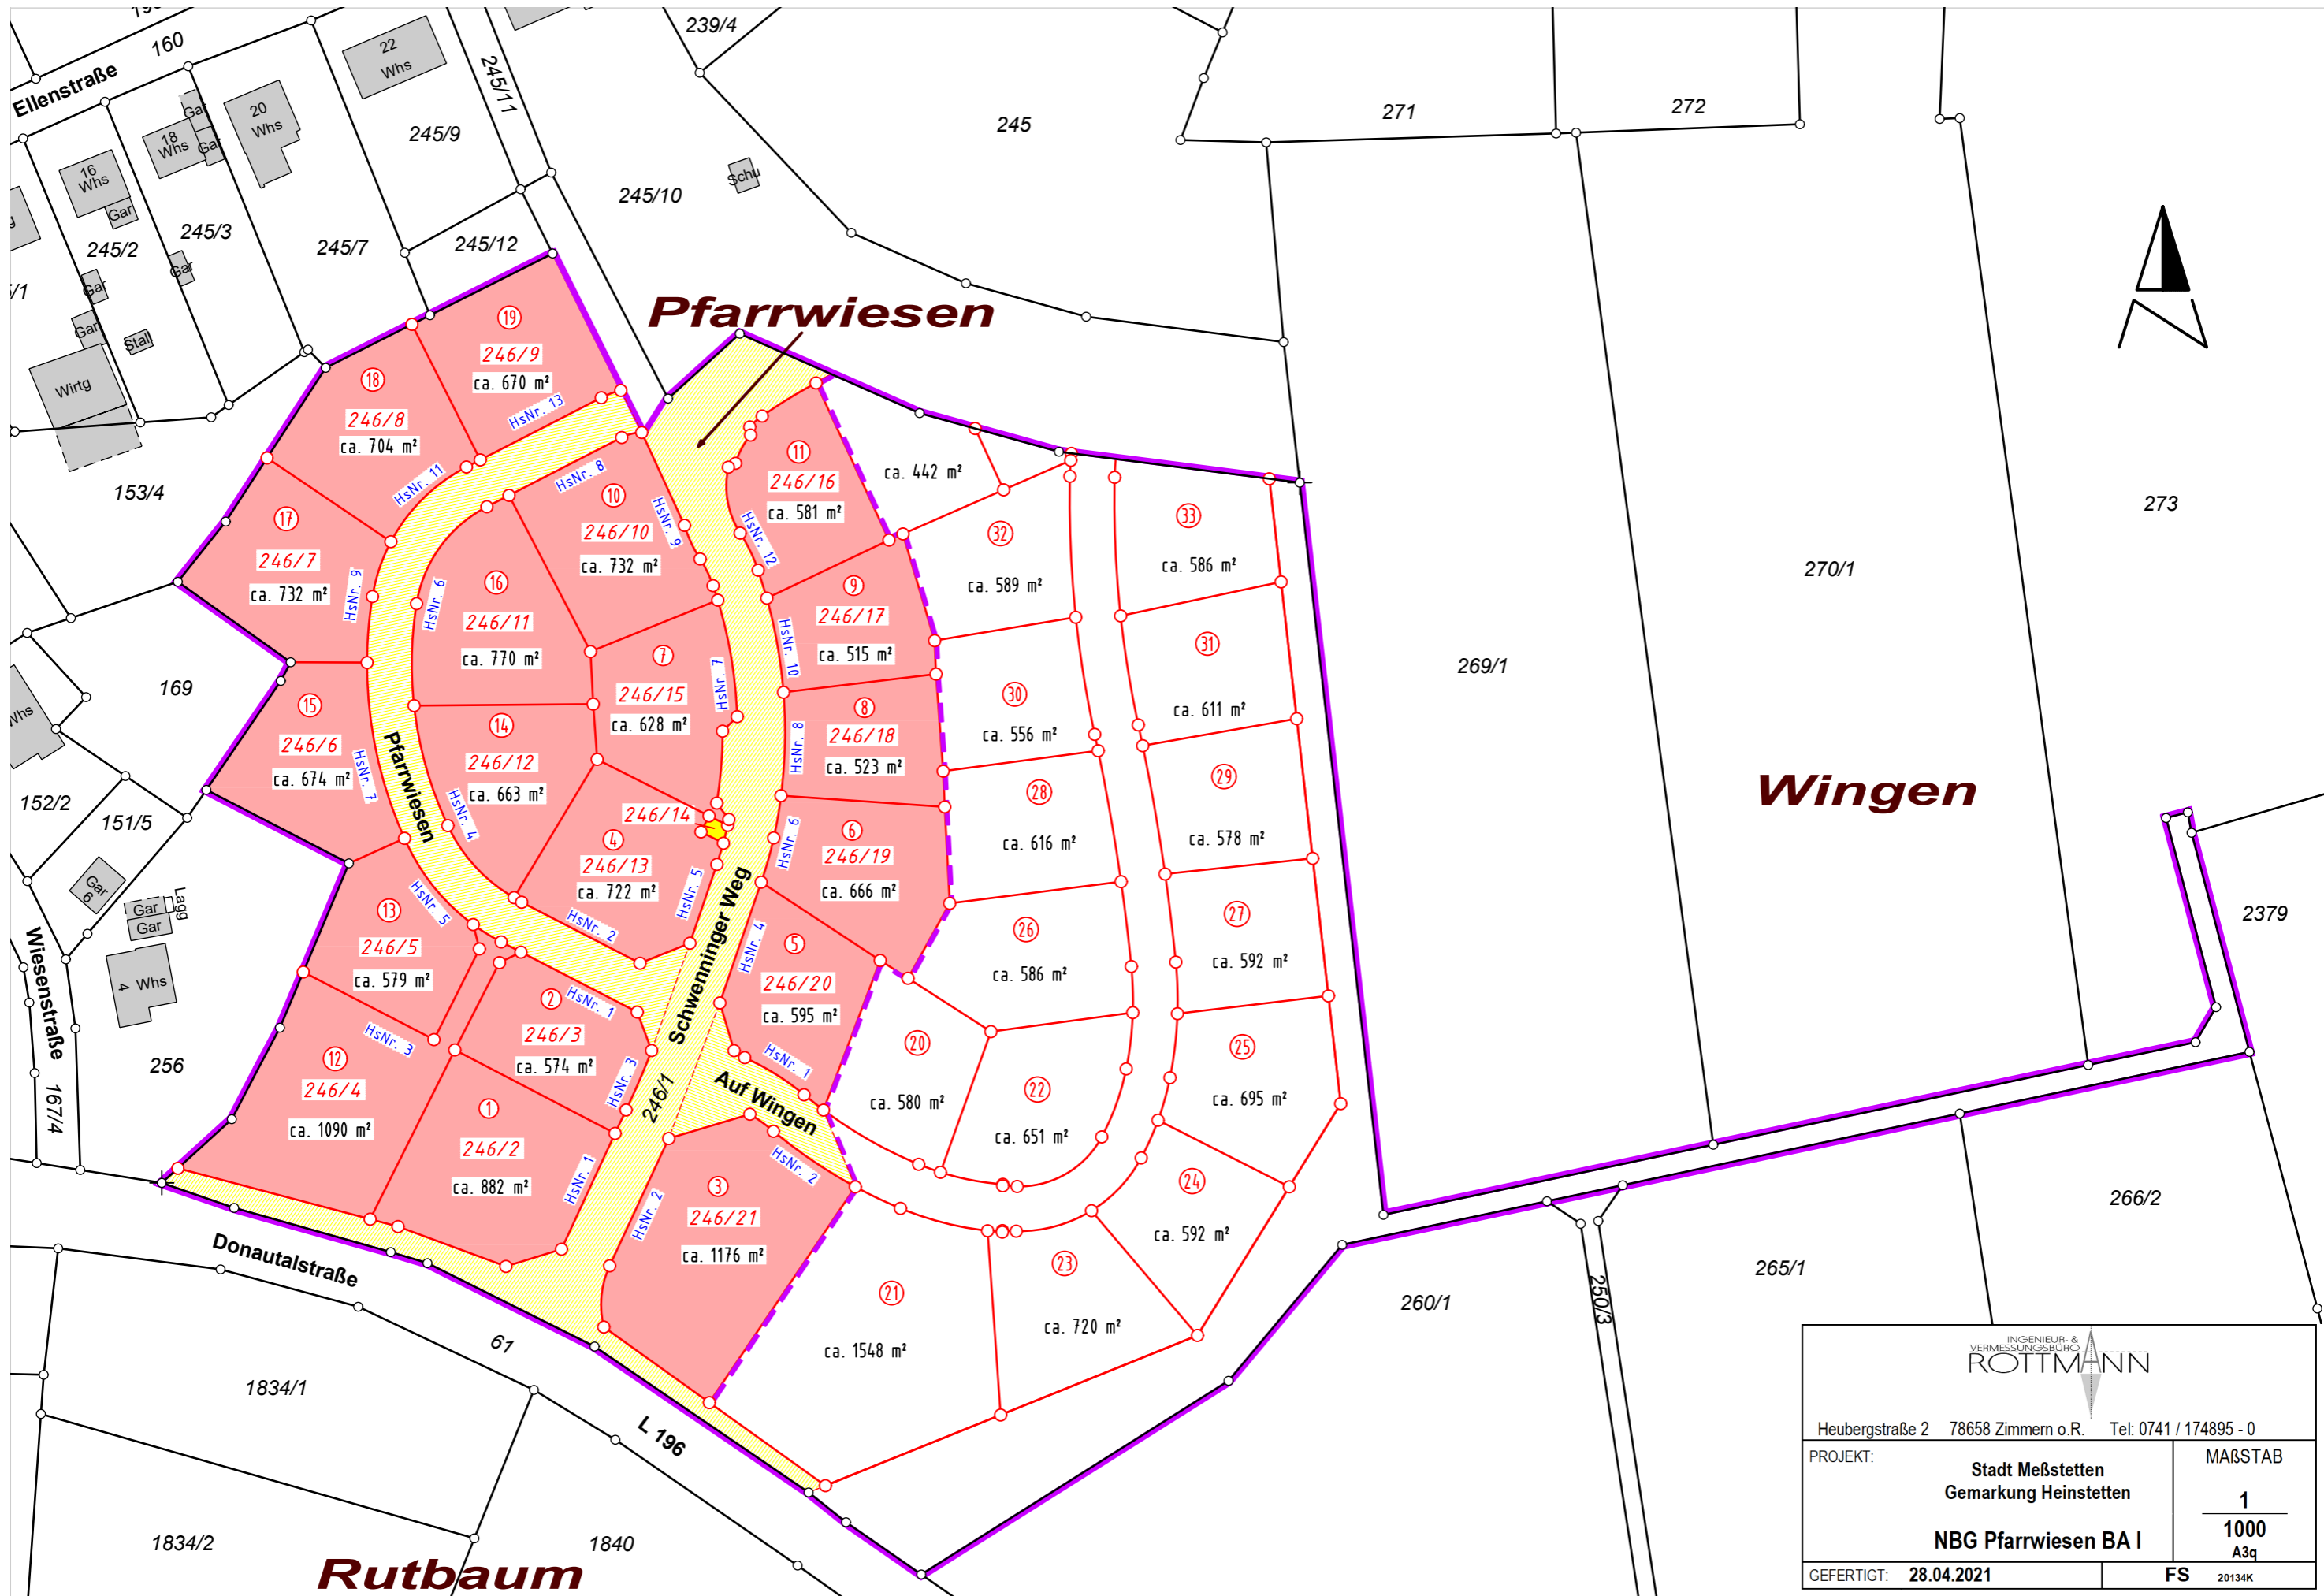 160
Ellenstraße
22
Whs
245/11
239/4
245
271
272
20
Whs
18
Whs
Gar
16
Whs
Gar
245/9
245/10
Schu
245/2
245/3
245/7
245/12
Gar
Gar
Gar
Stal
Wirtg
153/4
Pfarrwiesen
19
246/9
ca. 670 m²
HsNr. 13
18
246/8
ca. 704 m²
HsNr. 11
17
246/7
ca. 732 m²
HsNr. 9
HsNr. 8
10
246/10
ca. 732 m²
HsNr. 9
11
246/16
ca. 581 m²
HsNr. 12
ca. 442 m²
32
ca. 589 m²
33
ca. 586 m²
273
270/1
269/1
16
246/11
ca. 770 m²
HsNr. 6
7
246/15
ca. 628 m²
HsNr. 7
9
246/17
ca. 515 m²
HsNr. 10
30
ca. 556 m²
31
ca. 611 m²
169
Whs
15
246/6
ca. 674 m²
HsNr. 7
Pfarrwiesen
14
246/12
ca. 663 m²
HsNr. 4
8
246/18
ca. 523 m²
HsNr. 8
28
ca. 616 m²
29
ca. 578 m²
Wingen
152/2
151/5
246/14
4
246/13
ca. 722 m²
HsNr. 5
HsNr. 2
6
246/19
ca. 666 m²
HsNr. 6
26
ca. 586 m²
27
ca. 592 m²
2379
Gar
6
Gar
Gar
Lagg
4 Whs
Wiesenstraße
167/4
256
13
246/5
ca. 579 m²
HsNr. 5
HsNr. 3
2
246/3
ca. 574 m²
HsNr. 1
HsNr. 3
Schwenninger Weg
246/1
5
246/20
ca. 595 m²
HsNr. 4
HsNr. 1
Auf Wingen
20
ca. 580 m²
22
ca. 651 m²
25
ca. 695 m²
12
246/4
ca. 1090 m²
1
246/2
ca. 882 m²
HsNr. 1
HsNr. 2
HsNr. 2
3
246/21
ca. 1176 m²
24
ca. 592 m²
23
ca. 720 m²
21
ca. 1548 m²
266/2
265/1
250/3
260/1
Donautalstraße
61
L 196
1834/1
1834/2
1840
Rutbaum
INGENIEUR- &
VERMESSUNGSBÜRO
ROTTMANN
Heubergstraße 2 78658 Zimmern o.R. Tel: 0741 / 174895 - 0
PROJEKT:
Stadt Meßstetten
Gemarkung Heinstetten
NBG Pfarrwiesen BA I
MAßSTAB
1
1000
A3q
GEFERTIGT: 28.04.2021
FS 20134K